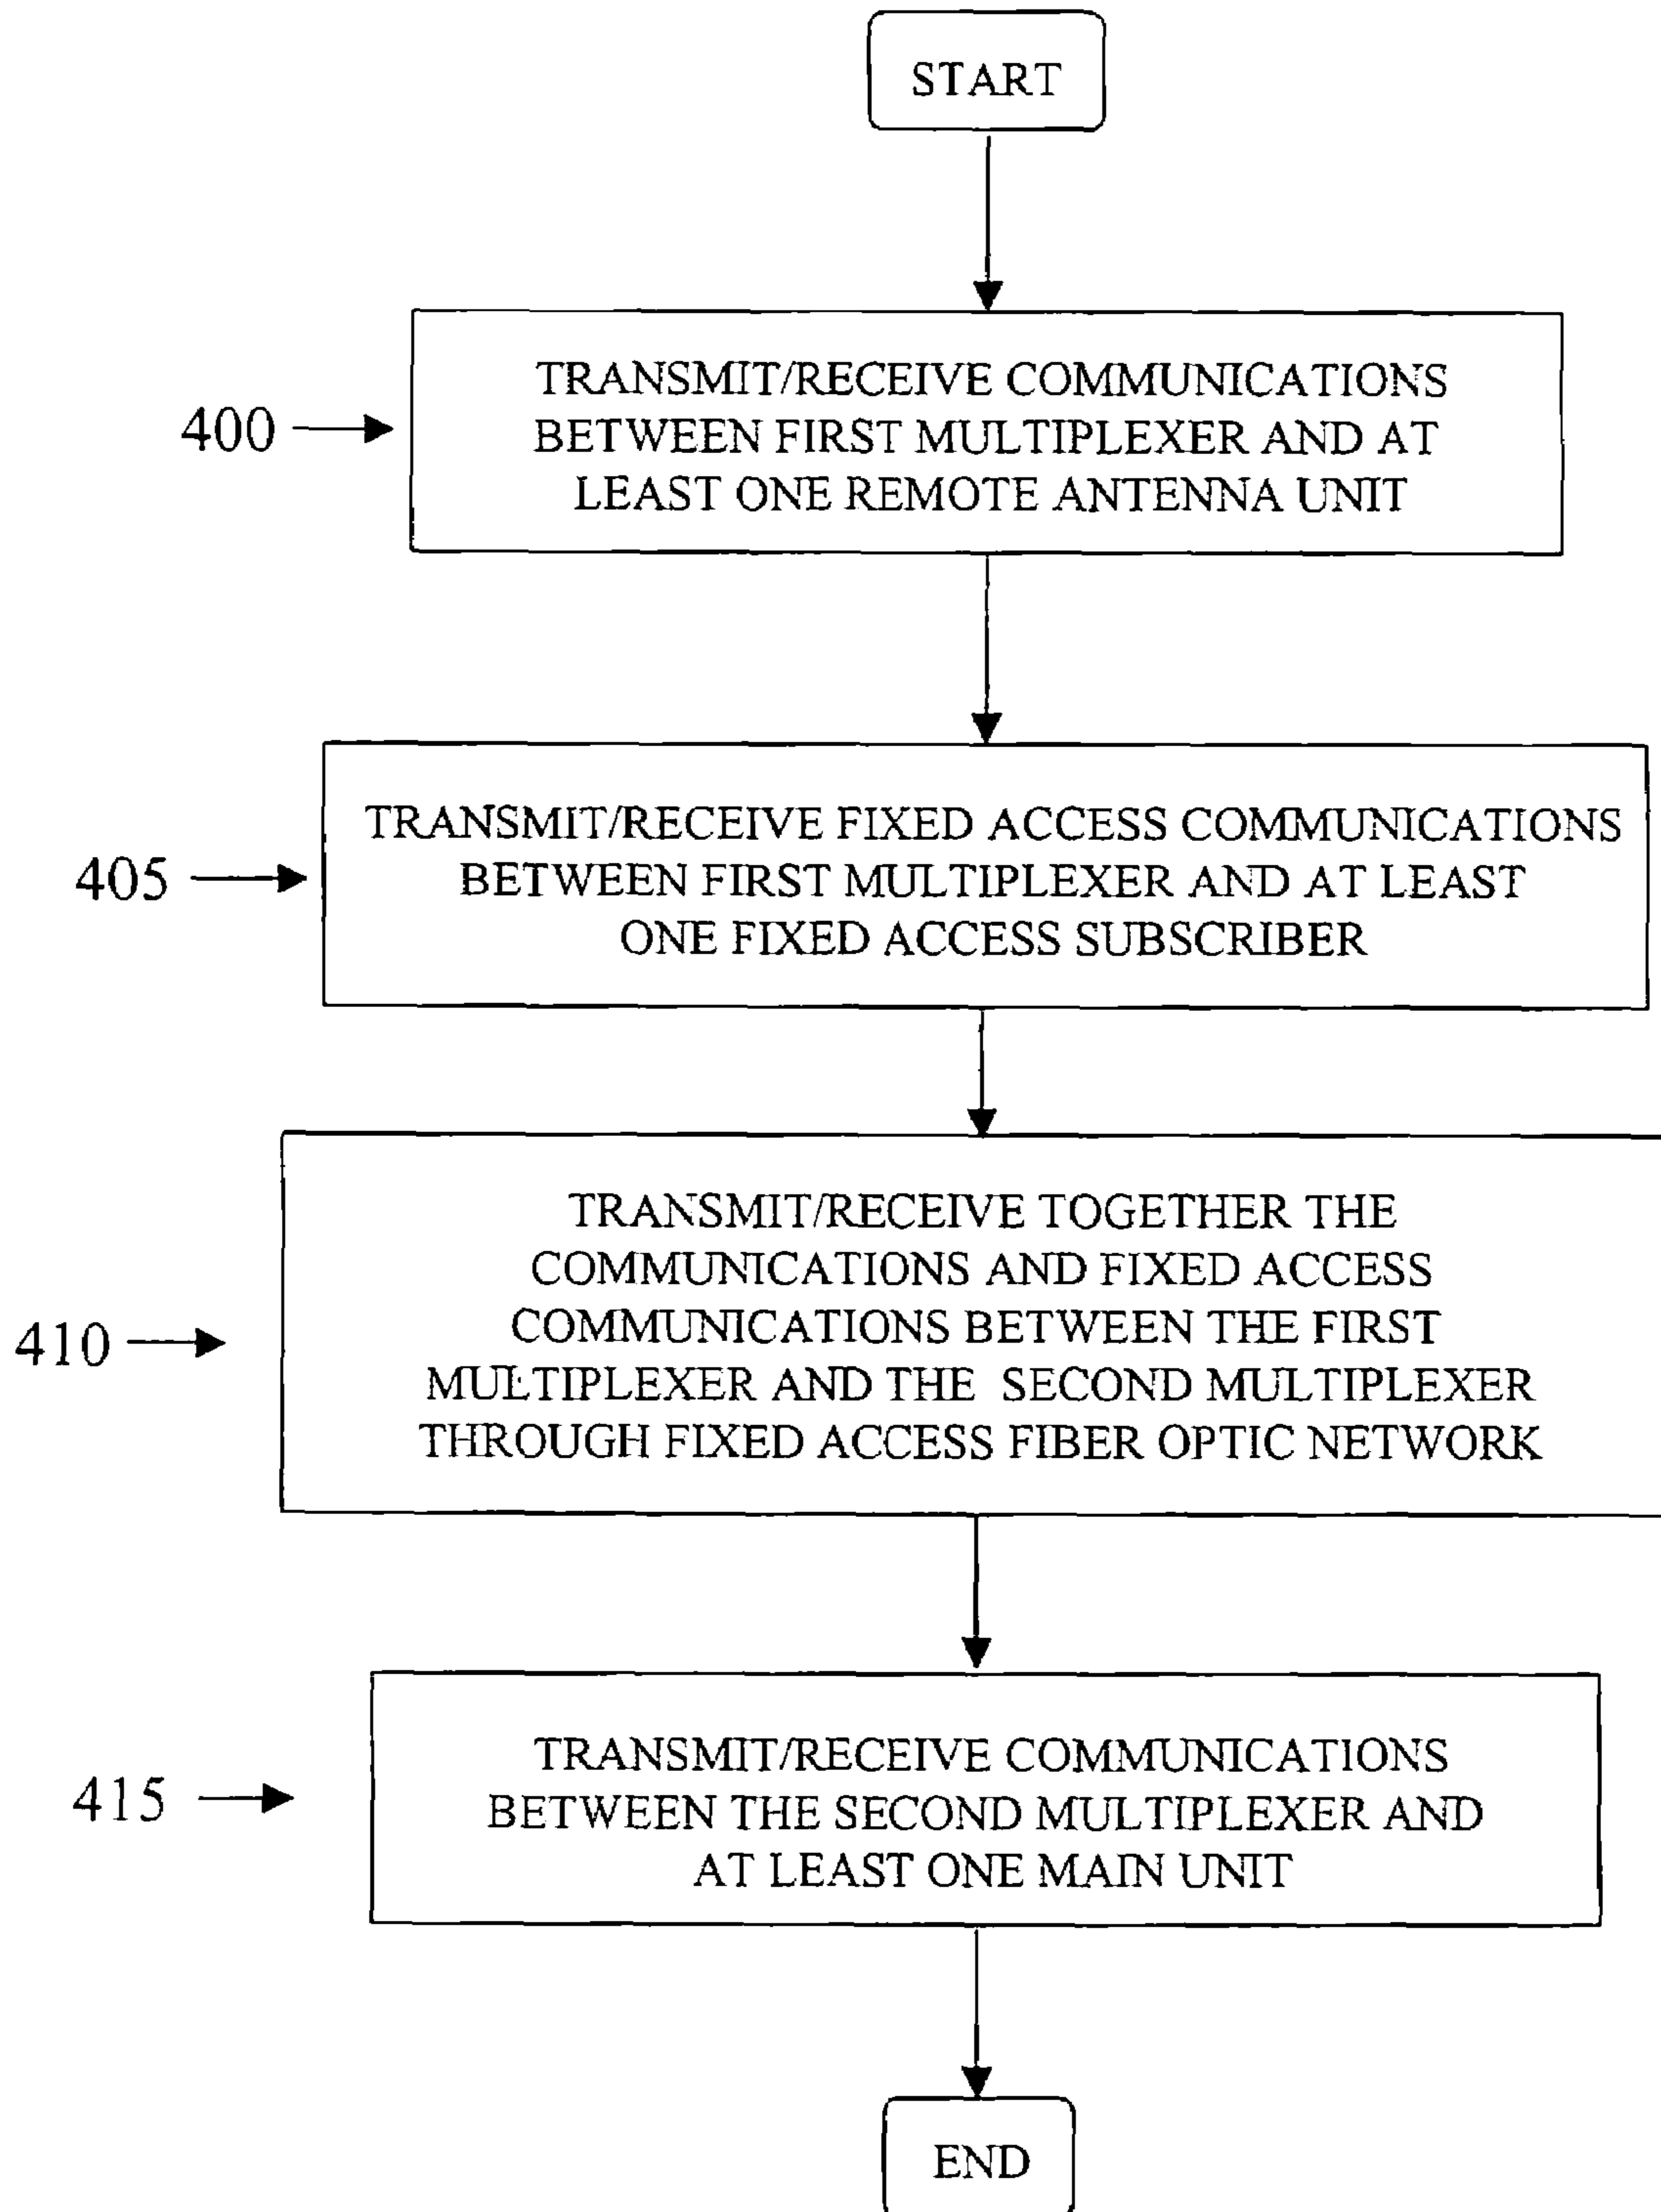 START
400
TRANSMIT/RECEIVE COMMUNICATIONS
BETWEEN FIRST MULTIPLEXER AND AT
LEAST ONE REMOTE ANTENNA UNIT
405
TRANSMIT/RECEIVE FIXED ACCESS COMMUNICATIONS
BETWEEN FIRST MULTIPLEXER AND AT LEAST
ONE FIXED ACCESS SUBSCRIBER
410
TRANSMIT/RECEIVE TOGETHER THE
COMMUNICATIONS AND FIXED ACCESS
COMMUNICATIONS BETWEEN THE FIRST
MULTIPLEXER AND THE SECOND MULTIPLEXER
THROUGH FIXED ACCESS FIBER OPTIC NETWORK
415
TRANSMIT/RECEIVE COMMUNICATIONS
BETWEEN THE SECOND MULTIPLEXER AND
AT LEAST ONE MAIN UNIT
END